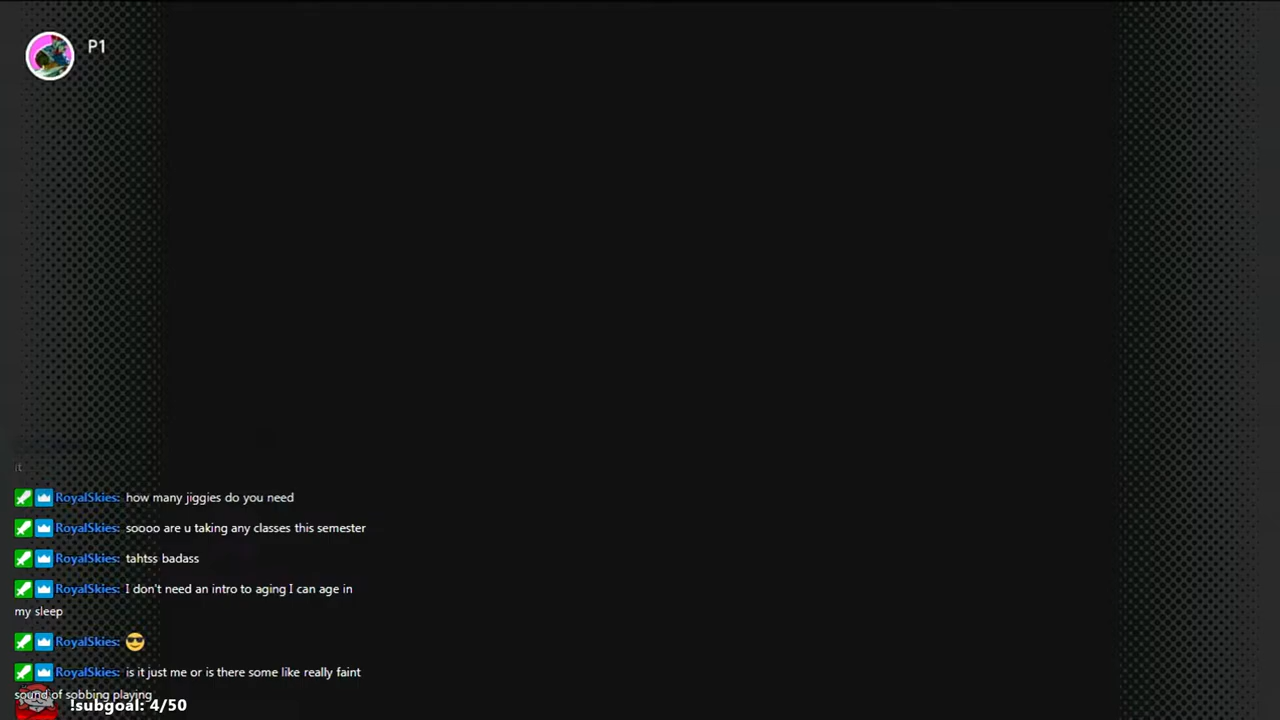 P1
it
RoyalSkies: how many jiggies do you need
RoyalSkies: soooo are u taking any classes this semester
RoyalSkies: tahtss badass
RoyalSkies: I don't need an intro to aging I can age in
my sleep
RoyalSkies: 😎
RoyalSkies: is it just me or is there some like really faint
sound of sobbing playing
!subgoal: 4/50